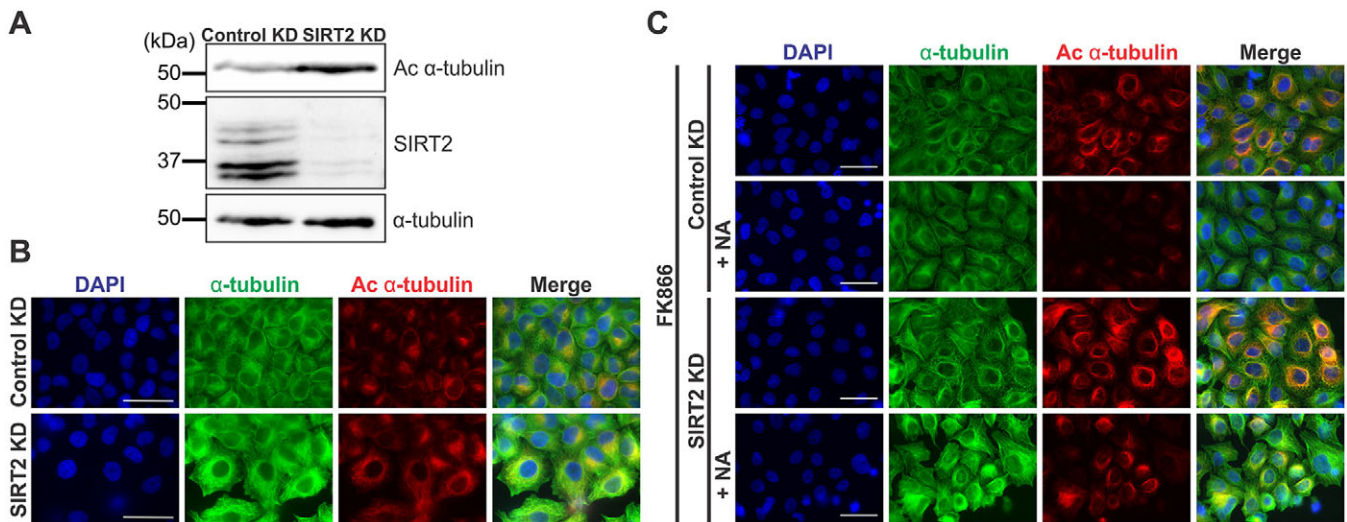 A
Control KD SIRT2 KD
(kDa)
50
Ac α-tubulin
50
SIRT2
37
50
α-tubulin
B
DAPI α-tubulin Ac α-tubulin Merge
Control KD
SIRT2 KD
C
DAPI α-tubulin Ac α-tubulin Merge
FK866
Control KD
+ NA
SIRT2 KD
+ NA